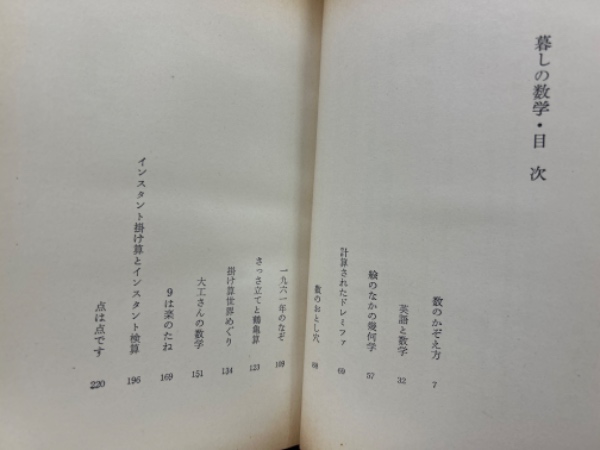 暮しの数学・目次
数のかぞえ方 7
英語と数学 32
絵のなかの幾何学 57
計算されたドレミファ 69
数のおとし穴 88
一九六一年のなぞ 109
さっさ立てと鶴亀算 123
掛け算世界めぐり 134
大工さんの数学 151
9は楽のたね 169
インスタント掛け算とインスタント検算 196
点は点です 220